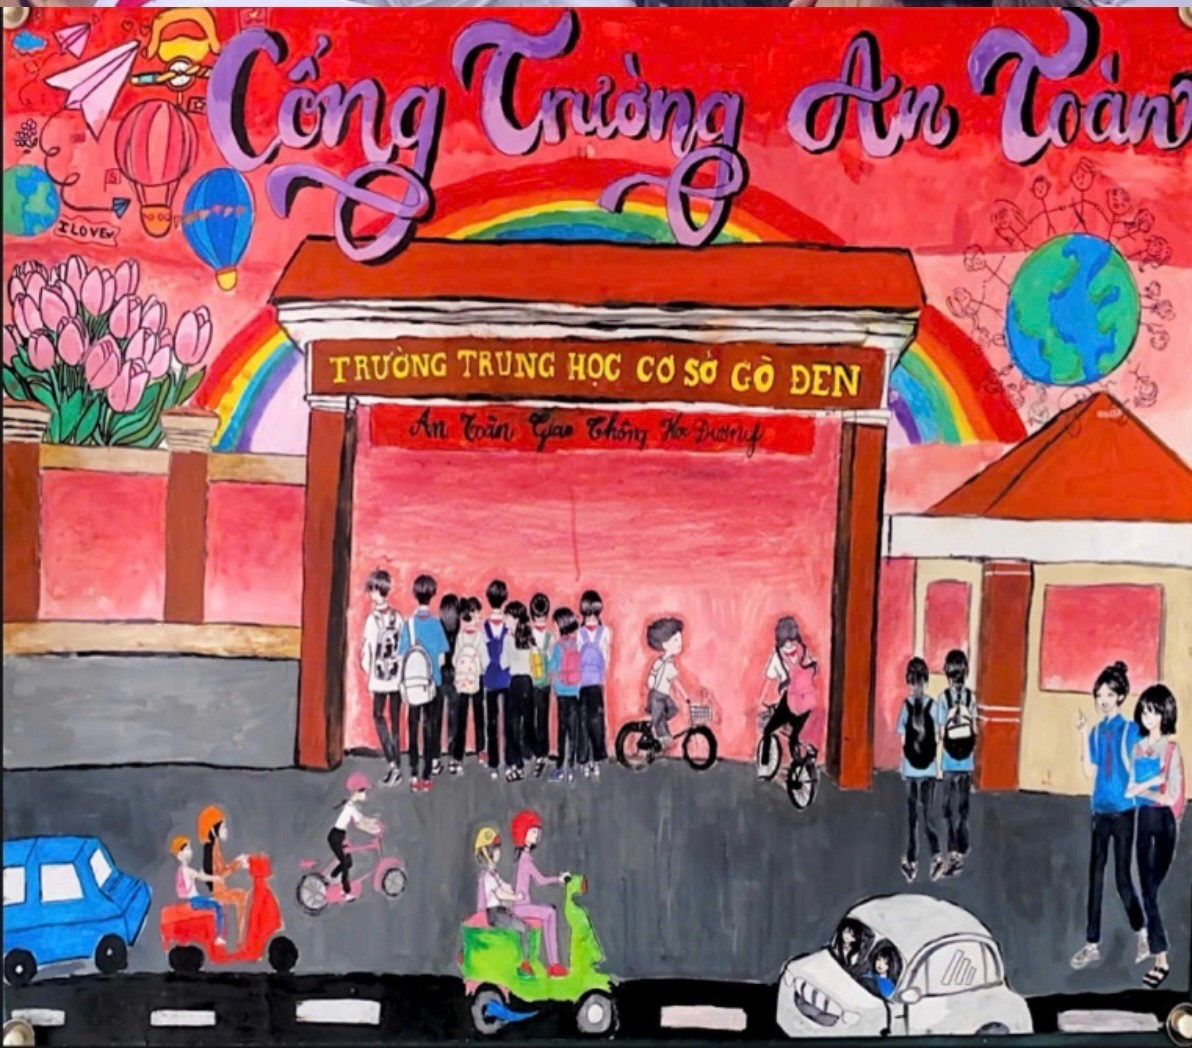 Cổng Trường An Toàn
I LOVE
TRƯỜNG TRUNG HỌC CƠ SỞ GÒ ĐEN
An Toàn Giao Thông Học Đường